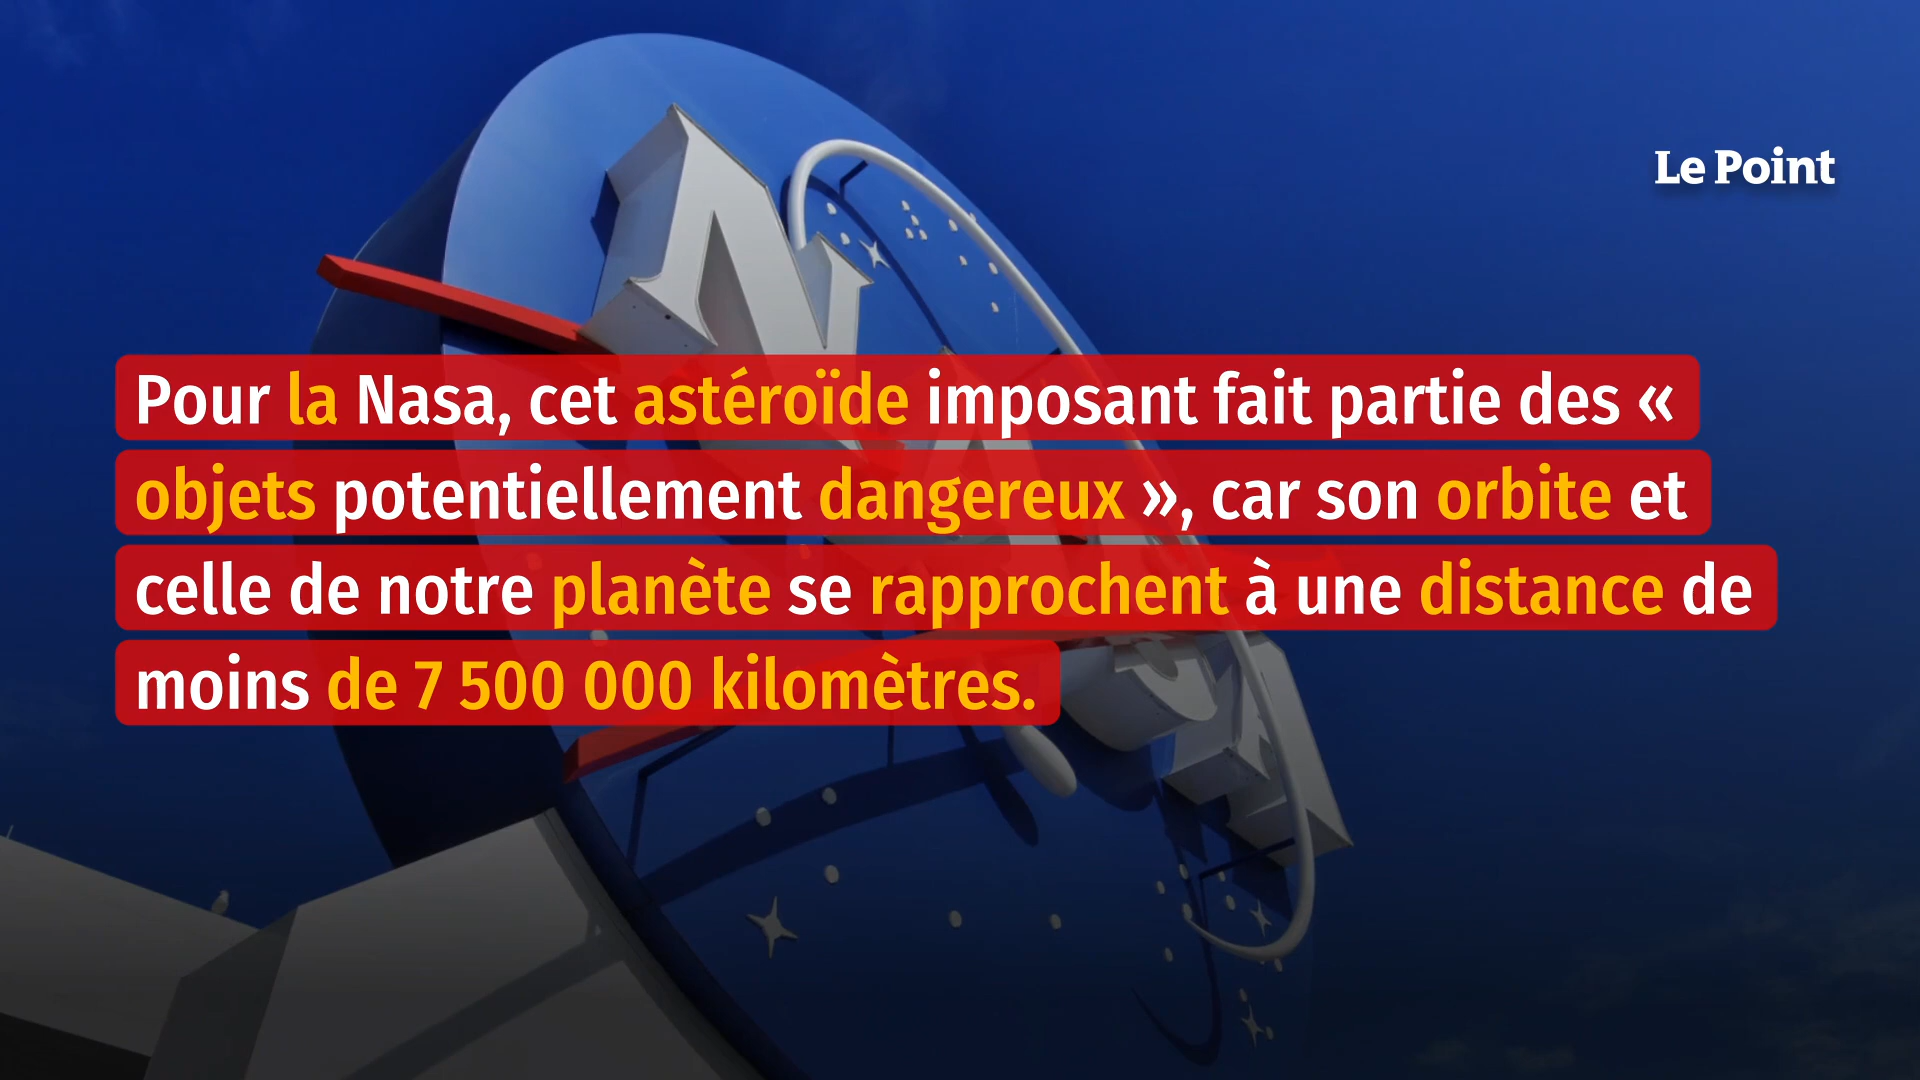 Le Point
Pour la Nasa, cet astéroïde imposant fait partie des «
objets potentiellement dangereux », car son orbite et
celle de notre planète se rapprochent à une distance de
moins de 7 500 000 kilomètres.